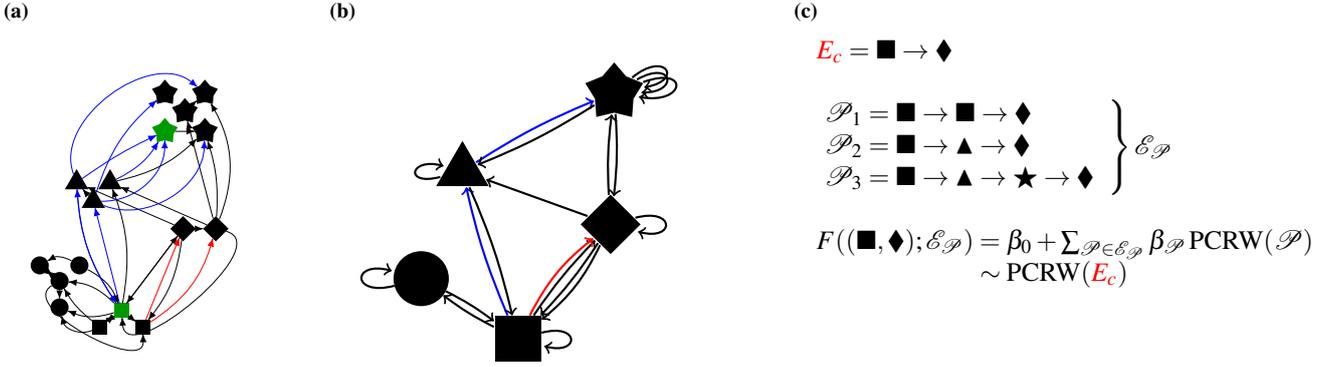 (a)
(b)
(c)
E_c = ■ → ♦
𝒫_1 = ■ → ■ → ♦
𝒫_2 = ■ → ▲ → ♦
𝒫_3 = ■ → ▲ → ★ → ♦
ℰ_𝒫
F((■,♦);ℰ_𝒫) = β_0 + ∑_{𝒫∈ℰ_𝒫} β_𝒫 PCRW(𝒫)
∼ PCRW(E_c)